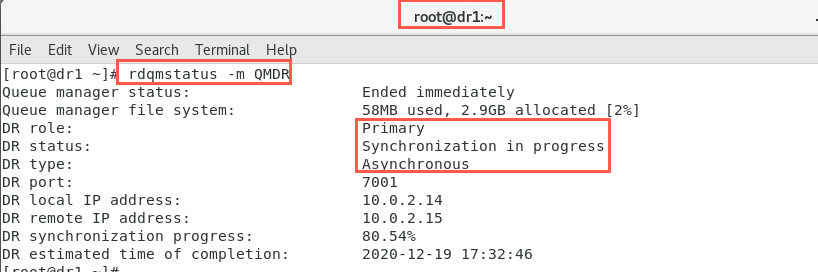 root@dr1:~
File Edit View Search Terminal Help
[root@dr1 ~]# rdqmstatus -m QMDR
Queue manager status: Ended immediately
Queue manager file system: 58MB used, 2.9GB allocated [2%]
DR role: Primary
DR status: Synchronization in progress
DR type: Asynchronous
DR port: 7001
DR local IP address: 10.0.2.14
DR remote IP address: 10.0.2.15
DR synchronization progress: 80.54%
DR estimated time of completion: 2020-12-19 17:32:46
[root@dr1 ~]#